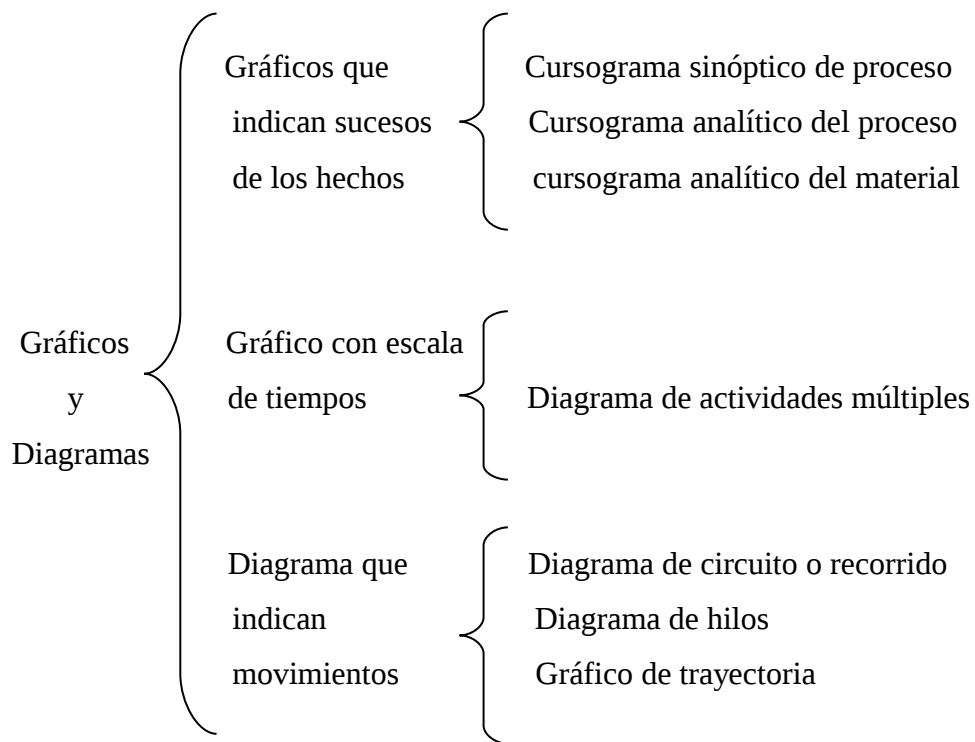 Gráficos
y
Diagramas
Gráficos que
indican sucesos
de los hechos
Cursograma sinóptico de proceso
Cursograma analítico del proceso
cursograma analítico del material
Gráfico con escala
de tiempos
Diagrama de actividades múltiples
Diagrama que
indican
movimientos
Diagrama de circuito o recorrido
Diagrama de hilos
Gráfico de trayectoria